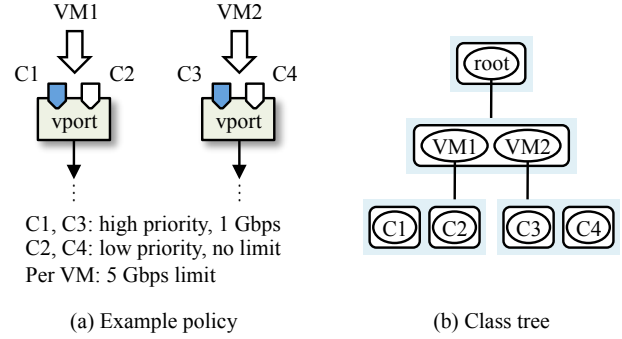 VM1 VM2
C1 C2 C3 C4
vport vport
⋮ ⋮
C1, C3: high priority, 1 Gbps
C2, C4: low priority, no limit
Per VM: 5 Gbps limit
(a) Example policy
root
VM1 VM2
C1 C2 C3 C4
(b) Class tree